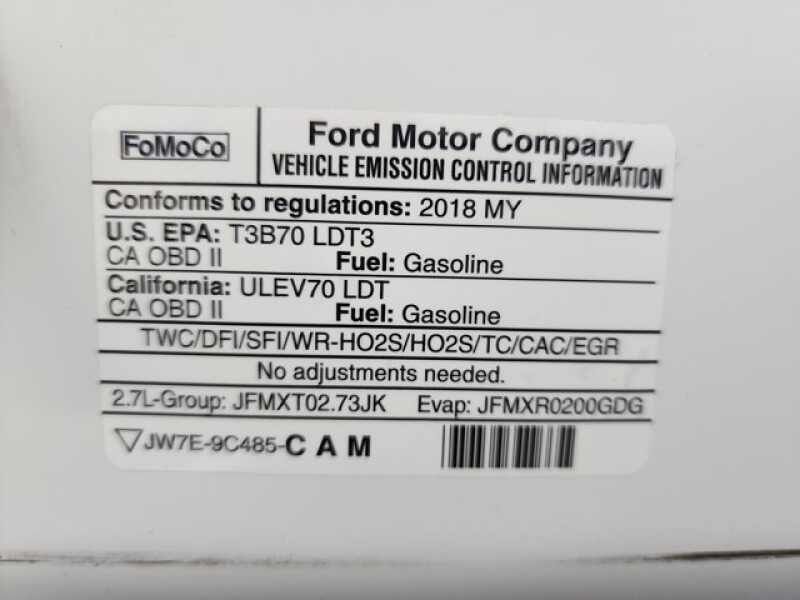 FoMoCo
Ford Motor Company
VEHICLE EMISSION CONTROL INFORMATION
Conforms to regulations: 2018 MY
U.S. EPA: T3B70 LDT3
CA OBD II Fuel: Gasoline
California: ULEV70 LDT
CA OBD II Fuel: Gasoline
TWC/DFI/SFI/WR-HO2S/HO2S/TC/CAC/EGR
No adjustments needed.
2.7L-Group: JFMXT02.73JK Evap: JFMXR0200GDG
JW7E-9C485-CAM